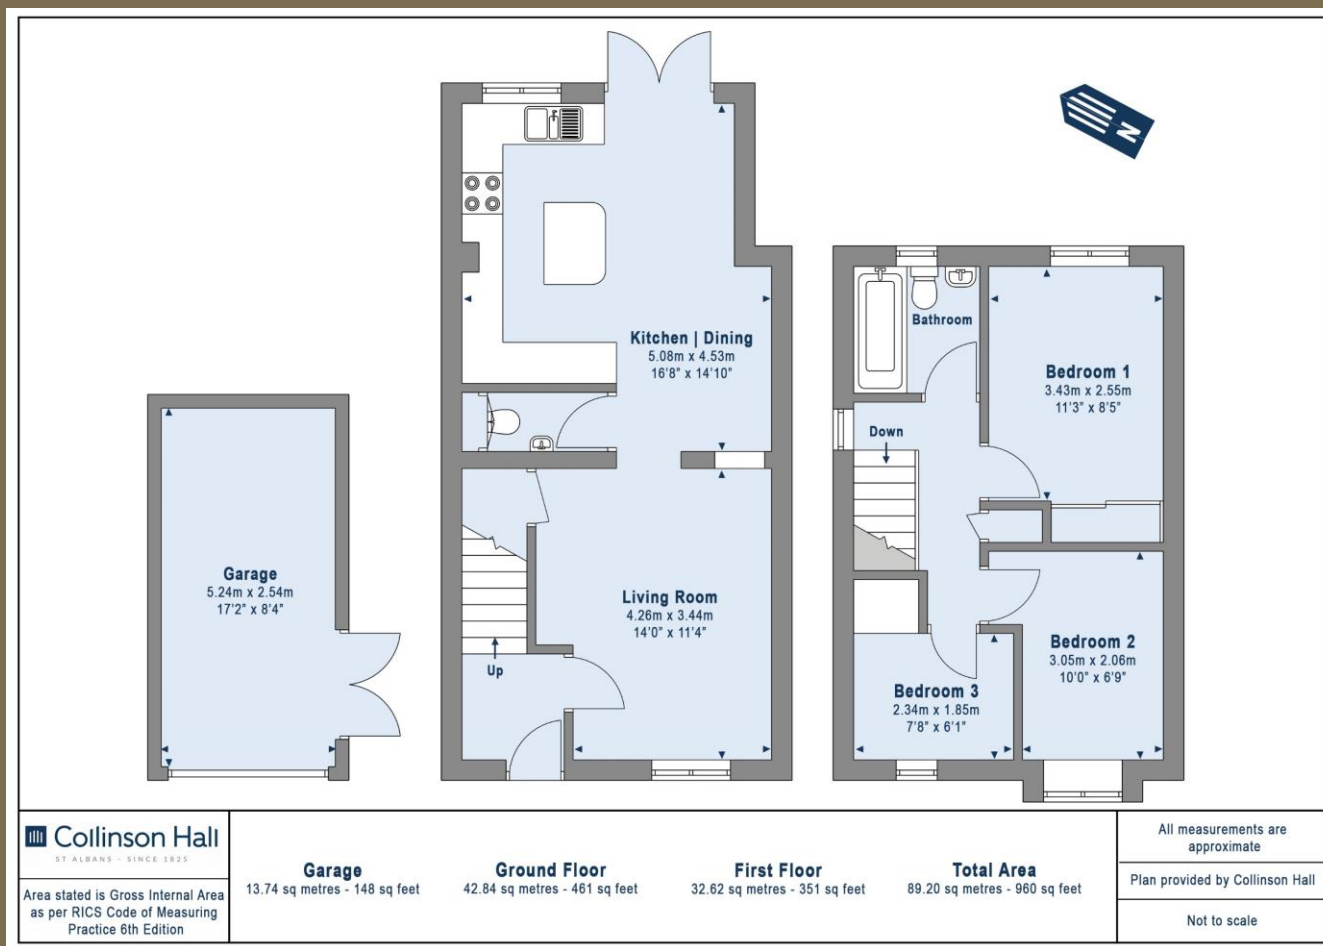 N
Kitchen | Dining
5.08m x 4.53m
16'8" x 14'10"
Bathroom
Bedroom 1
3.43m x 2.55m
11'3" x 8'5"
Down
Garage
5.24m x 2.54m
17'2" x 8'4"
Living Room
4.26m x 3.44m
14'0" x 11'4"
Up
Bedroom 2
3.05m x 2.06m
10'0" x 6'9"
Bedroom 3
2.34m x 1.85m
7'8" x 6'1"
Collinson Hall
ST ALBANS - SINCE 1825
Area stated is Gross Internal Area
as per RICS Code of Measuring
Practice 6th Edition
Garage
13.74 sq metres - 148 sq feet
Ground Floor
42.84 sq metres - 461 sq feet
First Floor
32.62 sq metres - 351 sq feet
Total Area
89.20 sq metres - 960 sq feet
All measurements are
approximate
Plan provided by Collinson Hall
Not to scale